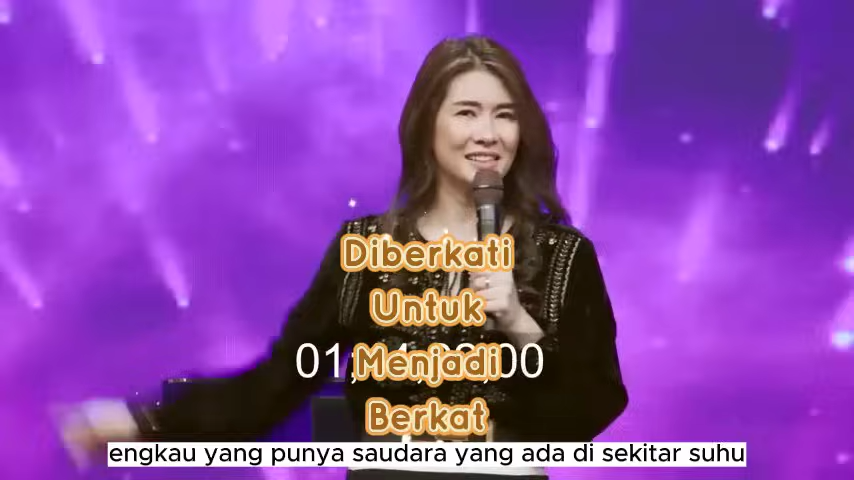 Diberkati
Untuk
Menjadi
Berkat
engkau yang punya saudara yang ada di sekitar suhu